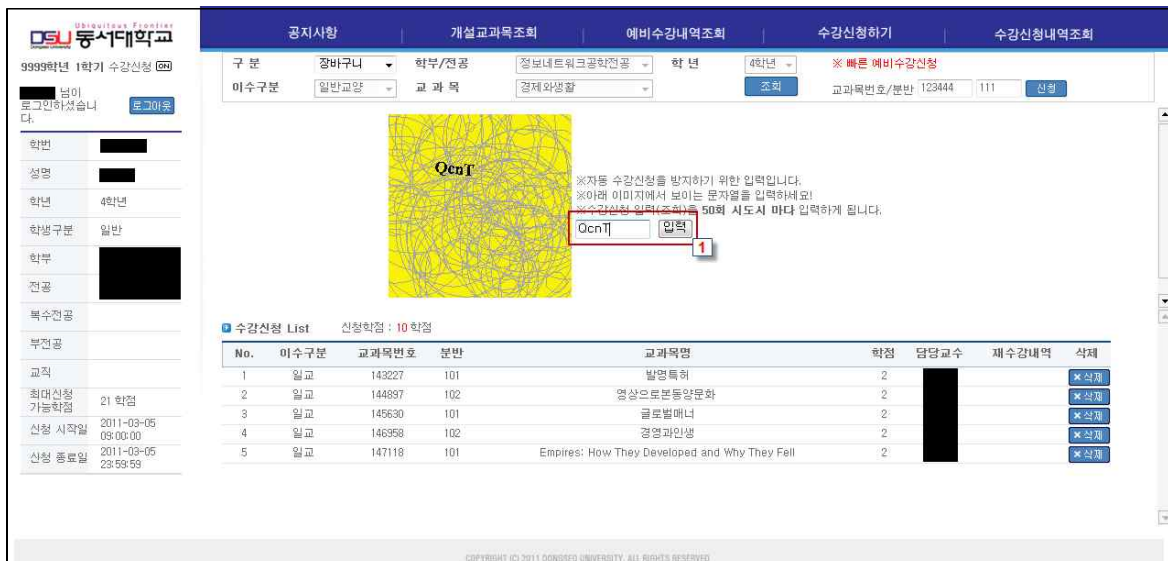 Ubiquitous Frontier
DSU 동서대학교
공지사항 개설교과목조회 예비수강내역조회 수강신청하기 수강신청내역조회
9999학년 1학기 수강신청 ON
님이
로그인하셨습니
다.
로그아웃
구 분 장바구니 학부/전공 정보네트워크공학전공 학 년 4학년 ※ 빠른 예비수강신청
이수구분 일반교양 교 과 목 경제와생활 조회 교과목번호/분반 123444 111 신청
학번
성명
학년 4학년
학생구분 일반
학부
전공
복수전공
부전공
교직
최대신청
가능학점
21 학점
신청 시작일 2011-03-05
09:00:00
신청 종료일 2011-03-05
23:59:59
QcnT
※자동 수강신청을 방지하기 위한 입력입니다.
※아래 이미지에서 보이는 문자열을 입력하세요!
※수강신청 입력(조회)을 50회 시도시 마다 입력하게 됩니다.
QcnT 입력
1
수강신청 List 신청학점 : 10 학점
No. 이수구분 교과목번호 분반 교과목명 학점 담당교수 재수강내역 삭제
1 일교 143227 101 발명특허 2 × 삭제
2 일교 144897 102 영상으로본동양문화 2 × 삭제
3 일교 145630 101 글로벌매너 2 × 삭제
4 일교 146958 102 경영과인생 2 × 삭제
5 일교 147118 101 Empires: How They Developed and Why They Fell 2 × 삭제
COPYRIGHT (C) 2011 DONGSEO UNIVERSITY. ALL RIGHTS RESERVED